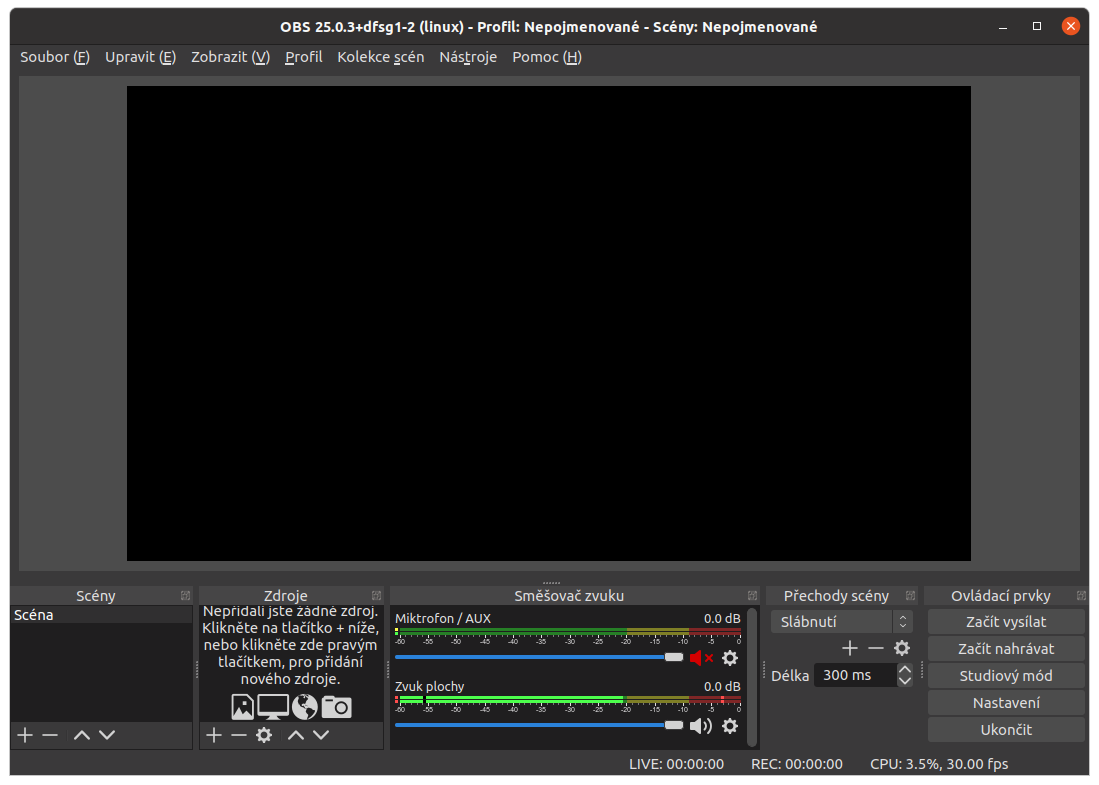 OBS 25.0.3+dfsg1-2 (linux) - Profil: Nepojmenované - Scény: Nepojmenované
Soubor (F) Upravit (E) Zobrazit (V) Profil Kolekce scén Nástroje Pomoc (H)
Scény
Scéna
Zdroje
Nepřidali jste žádné zdroj.
Klikněte na tlačítko + níže,
nebo klikněte zde pravým
tlačítkem, pro přidání
nového zdroje.
Směšovač zvuku
Miktrofon / AUX 0.0 dB
-60 -55 -50 -45 -40 -35 -30 -25 -20 -15 -10 -5 0
Zvuk plochy 0.0 dB
-60 -55 -50 -45 -40 -35 -30 -25 -20 -15 -10 -5 0
Přechody scény
Slábnutí
Délka 300 ms
Ovládací prvky
Začít vysílat
Začít nahrávat
Studiový mód
Nastavení
Ukončit
LIVE: 00:00:00 REC: 00:00:00 CPU: 3.5%, 30.00 fps